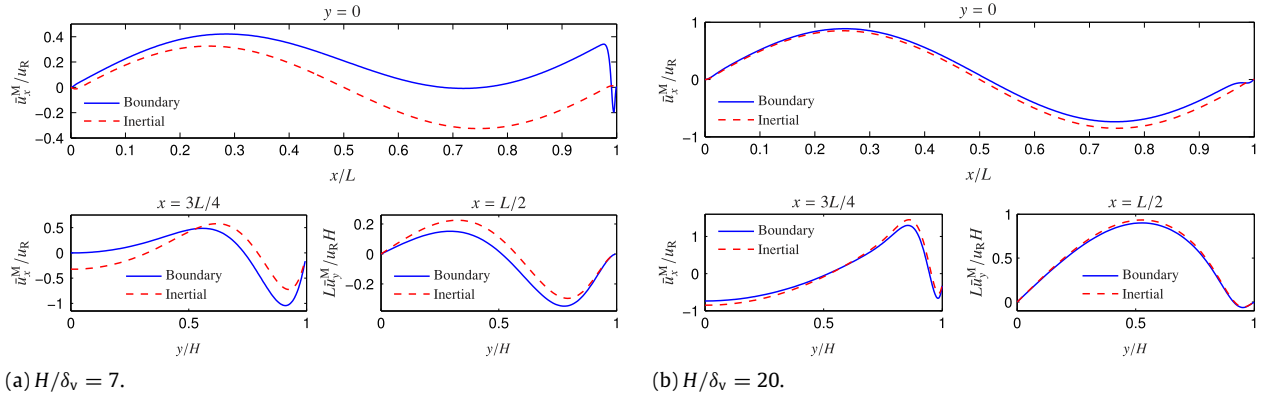 y = 0
0.4
0.2
0
−0.2
−0.4
ū_x^M/u_R
Boundary
Inertial
0 0.1 0.2 0.3 0.4 0.5 0.6 0.7 0.8 0.9 1
x/L
x = 3L/4
0.5
0
−0.5
−1
ū_x^M/u_R
Boundary
Inertial
0 0.5 1
y/H
x = L/2
0.2
0
−0.2
Lū_y^M/u_R H
Boundary
Inertial
0 0.5 1
y/H
(a) H/δ_v = 7.
y = 0
1
0
−1
ū_x^M/u_R
Boundary
Inertial
0 0.1 0.2 0.3 0.4 0.5 0.6 0.7 0.8 0.9 1
x/L
x = 3L/4
2
1
0
−1
ū_x^M/u_R
Boundary
Inertial
0 0.5 1
y/H
x = L/2
1
0.5
0
Lū_y^M/u_R H
Boundary
Inertial
0 0.5 1
y/H
(b) H/δ_v = 20.